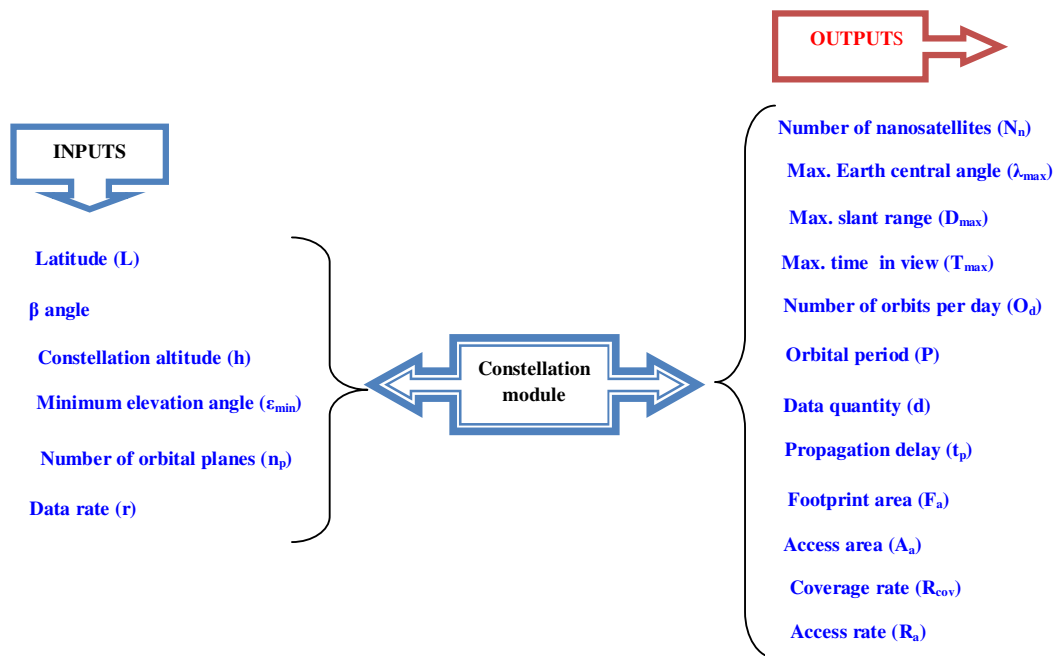 INPUTS
Latitude (L)
β angle
Constellation altitude (h)
Minimum elevation angle (εmin)
Number of orbital planes (np)
Data rate (r)
Constellation
module
OUTPUTS
Number of nanosatellites (Nn)
Max. Earth central angle (λmax)
Max. slant range (Dmax)
Max. time in view (Tmax)
Number of orbits per day (Od)
Orbital period (P)
Data quantity (d)
Propagation delay (tp)
Footprint area (Fa)
Access area (Aa)
Coverage rate (Rcov)
Access rate (Ra)